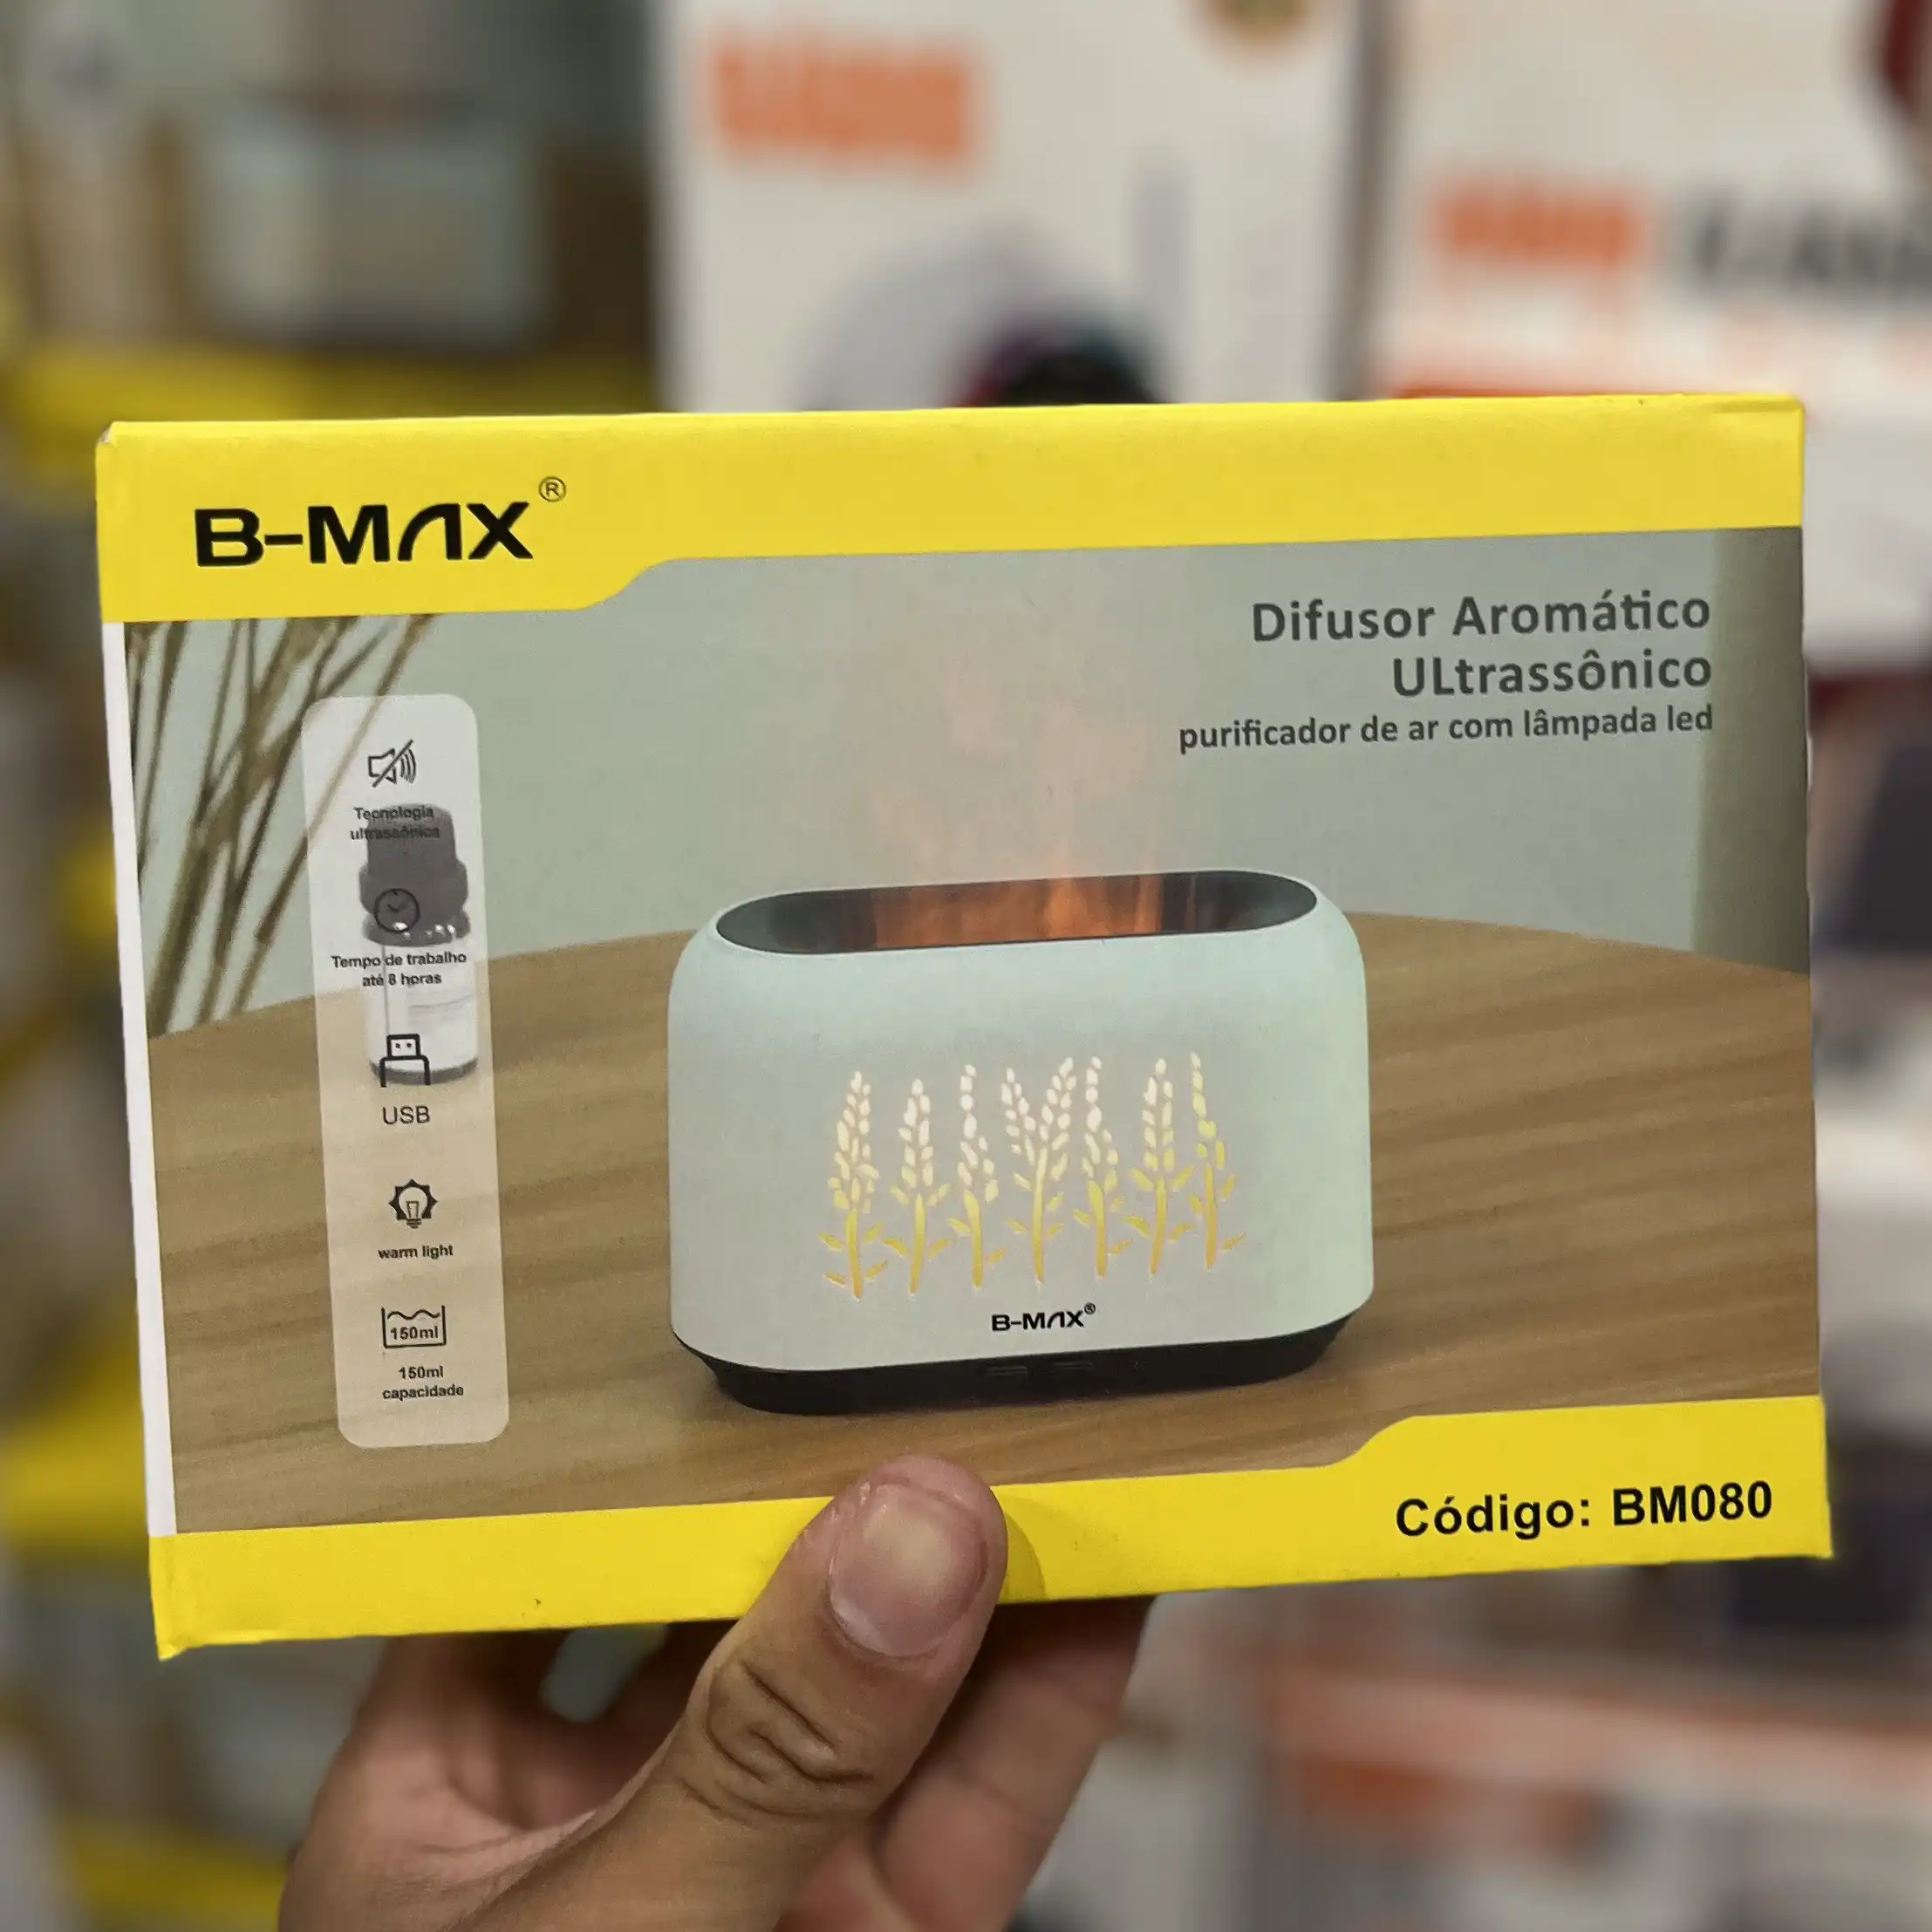 B-MAX®
Difusor Aromático
ULtrassônico
purificador de ar com lâmpada led
Tecnologia
ultrassônica
Tempo de trabalho
até 8 horas
USB
warm light
150ml
150ml
capacidade
B-MAX®
Código: BM080